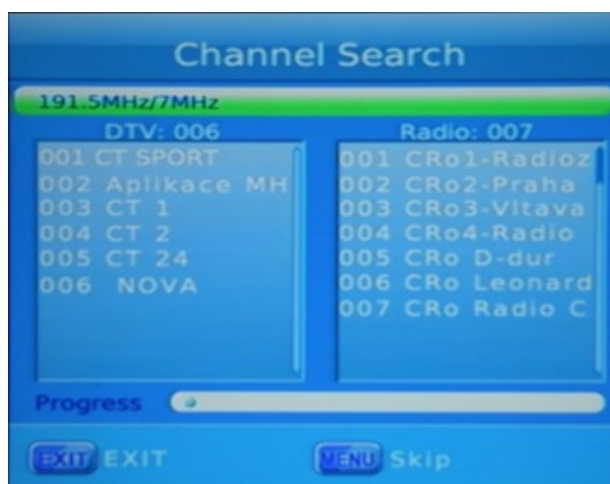 Channel Search
191.5MHz/7MHz
DTV: 006
001 CT SPORT
002 Aplikace MH
003 CT 1
004 CT 2
005 CT 24
006 NOVA
Radio: 007
001 CRo1-Radioz
002 CRo2-Praha
003 CRo3-Vltava
004 CRo4-Radio
005 CRo D-dur
006 CRo Leonard
007 CRo Radio C
Progress
EXIT EXIT
MENU Skip